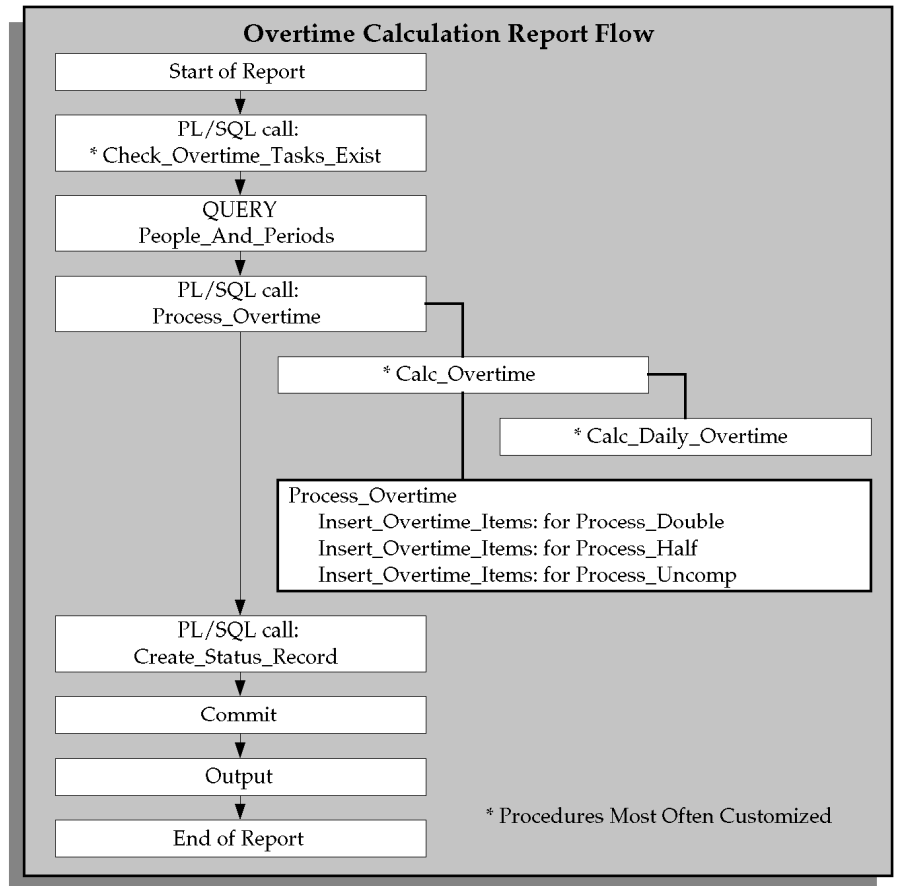 Overtime Calculation Report Flow
Start of Report
PL/SQL call:
* Check_Overtime_Tasks_Exist
QUERY
People_And_Periods
PL/SQL call:
Process_Overtime
* Calc_Overtime
* Calc_Daily_Overtime
Process_Overtime
Insert_Overtime_Items: for Process_Double
Insert_Overtime_Items: for Process_Half
Insert_Overtime_Items: for Process_Uncomp
PL/SQL call:
Create_Status_Record
Commit
Output
End of Report
* Procedures Most Often Customized